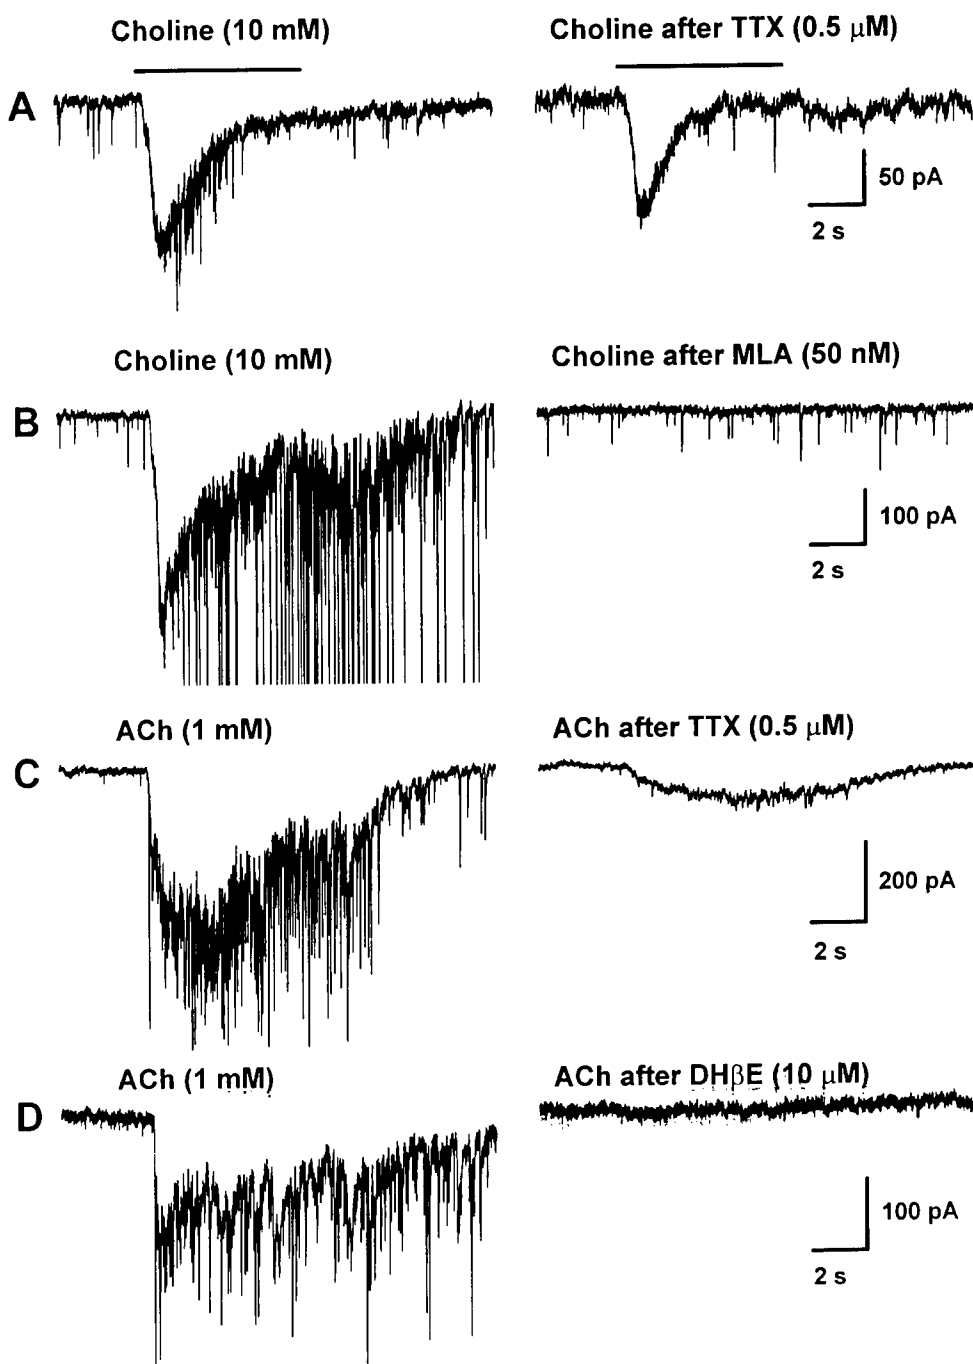 Choline (10 mM)
Choline after TTX (0.5 μM)
A
50 pA
2 s
Choline (10 mM)
Choline after MLA (50 nM)
B
100 pA
2 s
ACh (1 mM)
ACh after TTX (0.5 μM)
C
200 pA
2 s
ACh (1 mM)
ACh after DHβE (10 μM)
D
100 pA
2 s